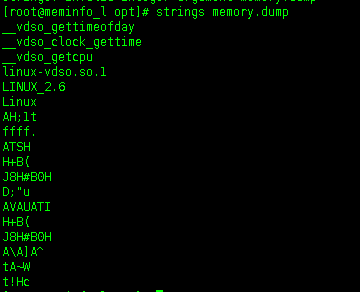 [root@meminfo_l opt]# strings memory.dump
__vdso_gettimeofday
__vdso_clock_gettime
__vdso_getcpu
linux-vdso.so.1
LINUX_2.6
Linux
AH;lt
ffff.
ATSH
H+B(
J8H#B0H
D;"u
AVAUATI
H+B(
J8H#B0H
A\A]A^
tA~W
t!Hc